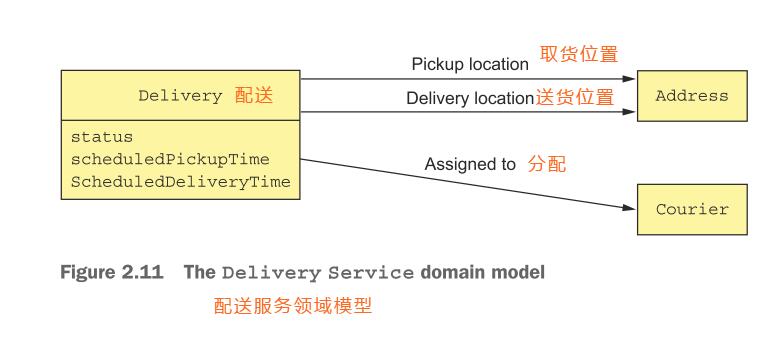 Pickup location 取货位置
Delivery 配送
Delivery location送货位置
Address
status
scheduledPickupTime
ScheduledDeliveryTime
Assigned to 分配
Courier
Figure 2.11 The Delivery Service domain model
配送服务领域模型